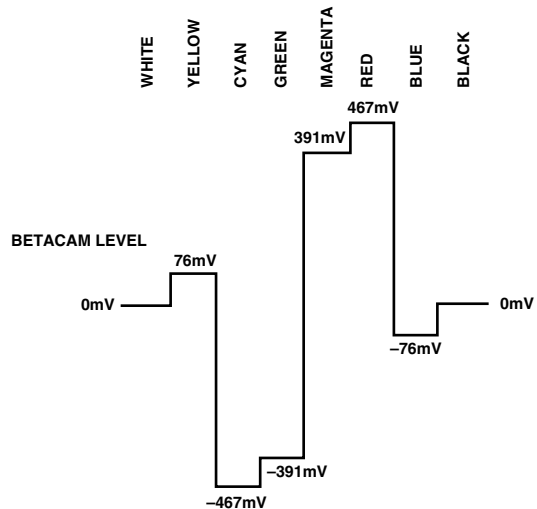 WHITE
YELLOW
CYAN
GREEN
MAGENTA
RED
BLUE
BLACK
467mV
391mV
BETACAM LEVEL
76mV
0mV
0mV
–76mV
–391mV
–467mV